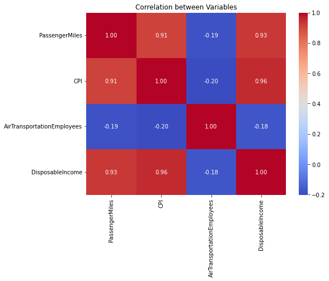 Correlation between Variables
PassengerMiles 1.00 0.91 -0.19 0.93
CPI 0.91 1.00 -0.20 0.96
AirTransportationEmployees -0.19 -0.20 1.00 -0.18
DisposableIncome 0.93 0.96 -0.18 1.00
PassengerMiles
CPI
AirTransportationEmployees
DisposableIncome
1.0
0.8
0.6
0.4
0.2
0.0
−0.2